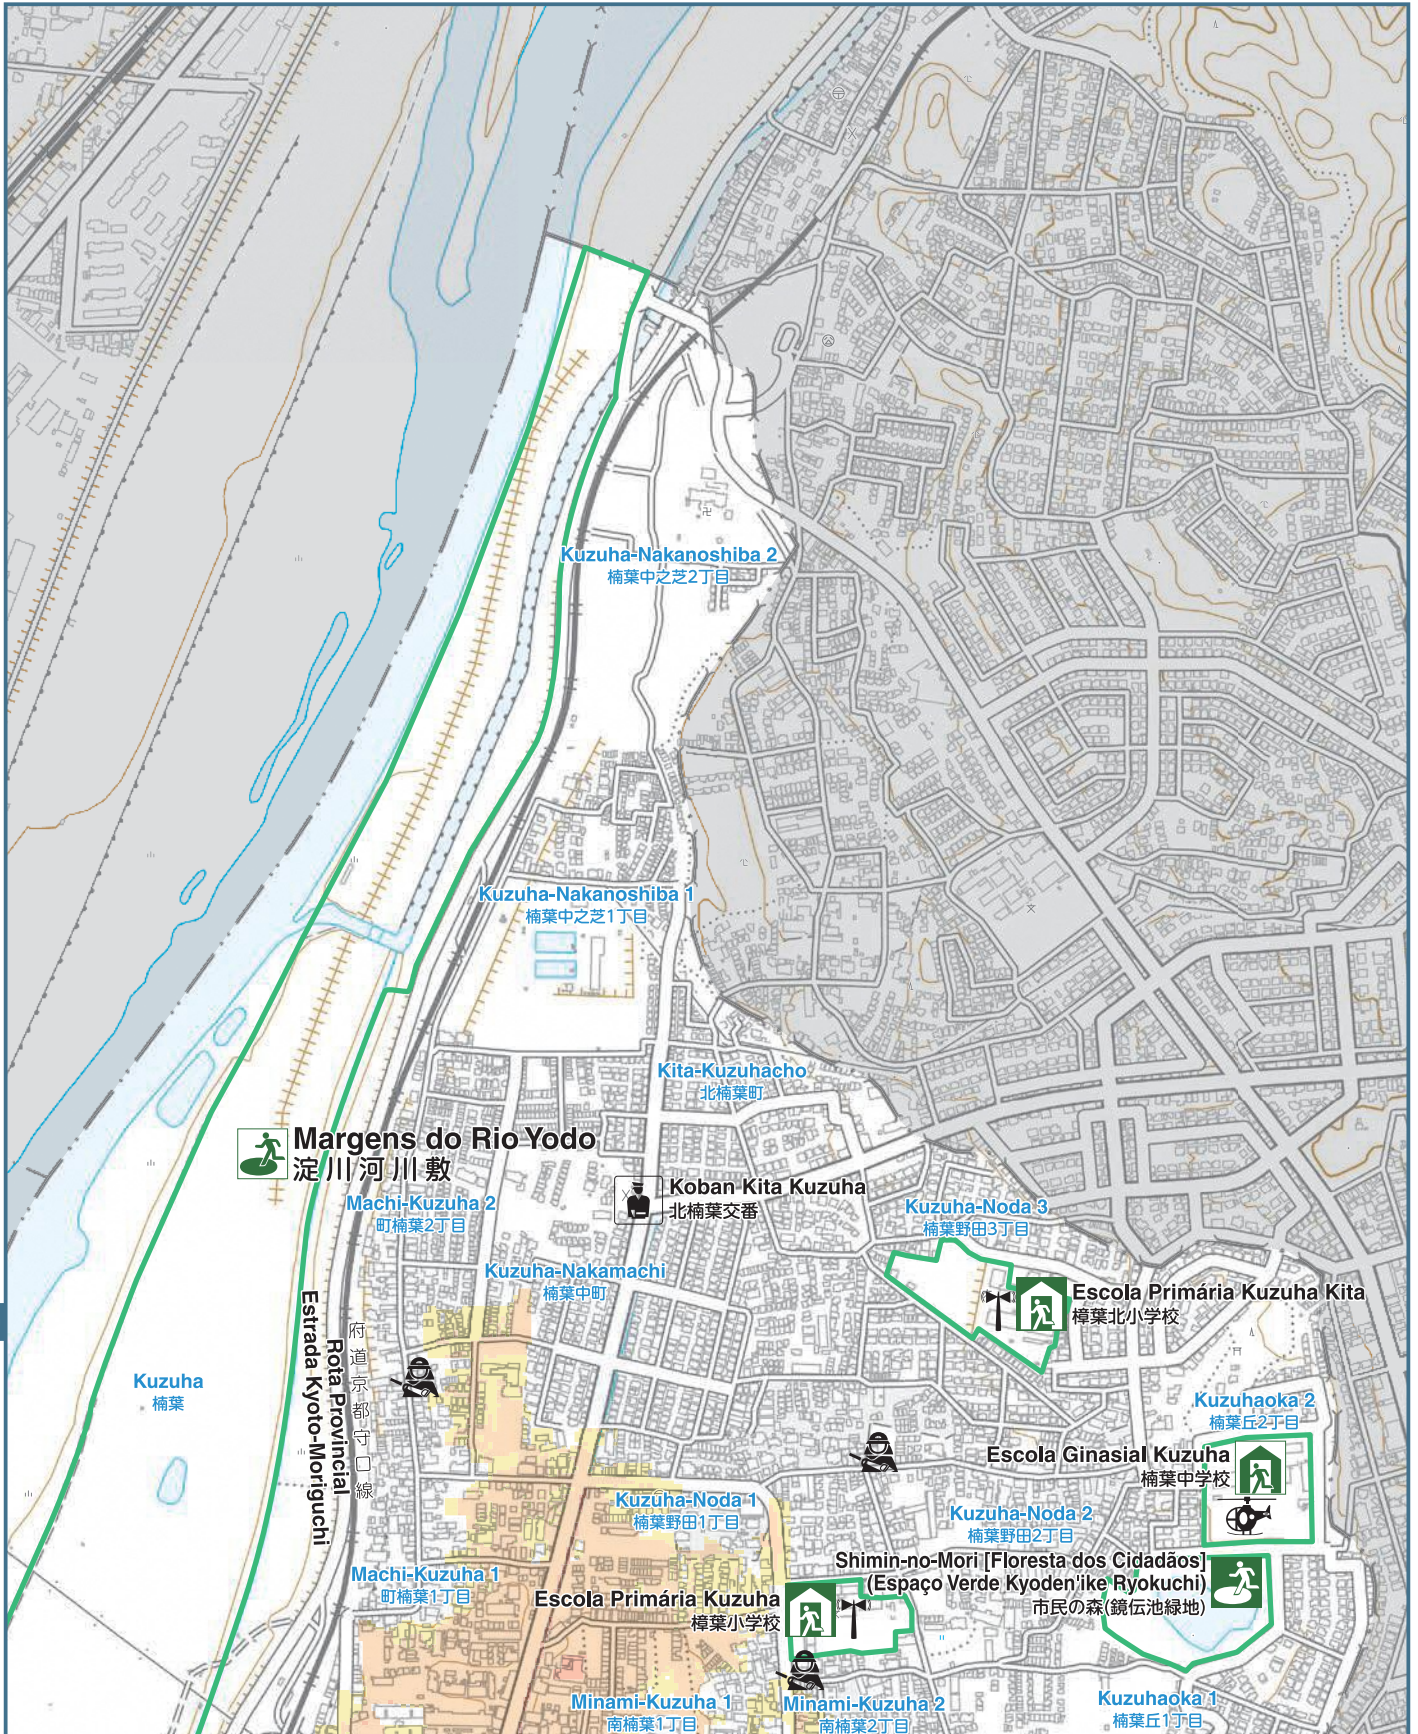 Kuzuha-Nakanoshiba 2
楠葉中之芝2丁目
Kuzuha-Nakanoshiba 1
楠葉中之芝1丁目
Kita-Kuzuhacho
北楠葉町
Margens do Rio Yodo
淀川河川敷
Machi-Kuzuha 2
町楠葉2丁目
Koban Kita Kuzuha
北楠葉交番
Kuzuha-Noda 3
楠葉野田3丁目
Kuzuha-Nakamachi
楠葉中町
Escola Primária Kuzuha Kita
樟葉北小学校
Rota Provincial
Estrada Kyoto-Moriguchi
府道京都守口線
Kuzuha
楠葉
Kuzuhaoka 2
楠葉丘2丁目
Escola Ginasial Kuzuha
楠葉中学校
Kuzuha-Noda 1
楠葉野田1丁目
Kuzuha-Noda 2
楠葉野田2丁目
Shimin-no-Mori [Floresta dos Cidadãos]
(Espaço Verde Kyoden'ike Ryokuchi)
市民の森(鏡伝池緑地)
Machi-Kuzuha 1
町楠葉1丁目
Escola Primária Kuzuha
樟葉小学校
Minami-Kuzuha 1
南楠葉1丁目
Minami-Kuzuha 2
南楠葉2丁目
Kuzuhaoka 1
楠葉丘1丁目